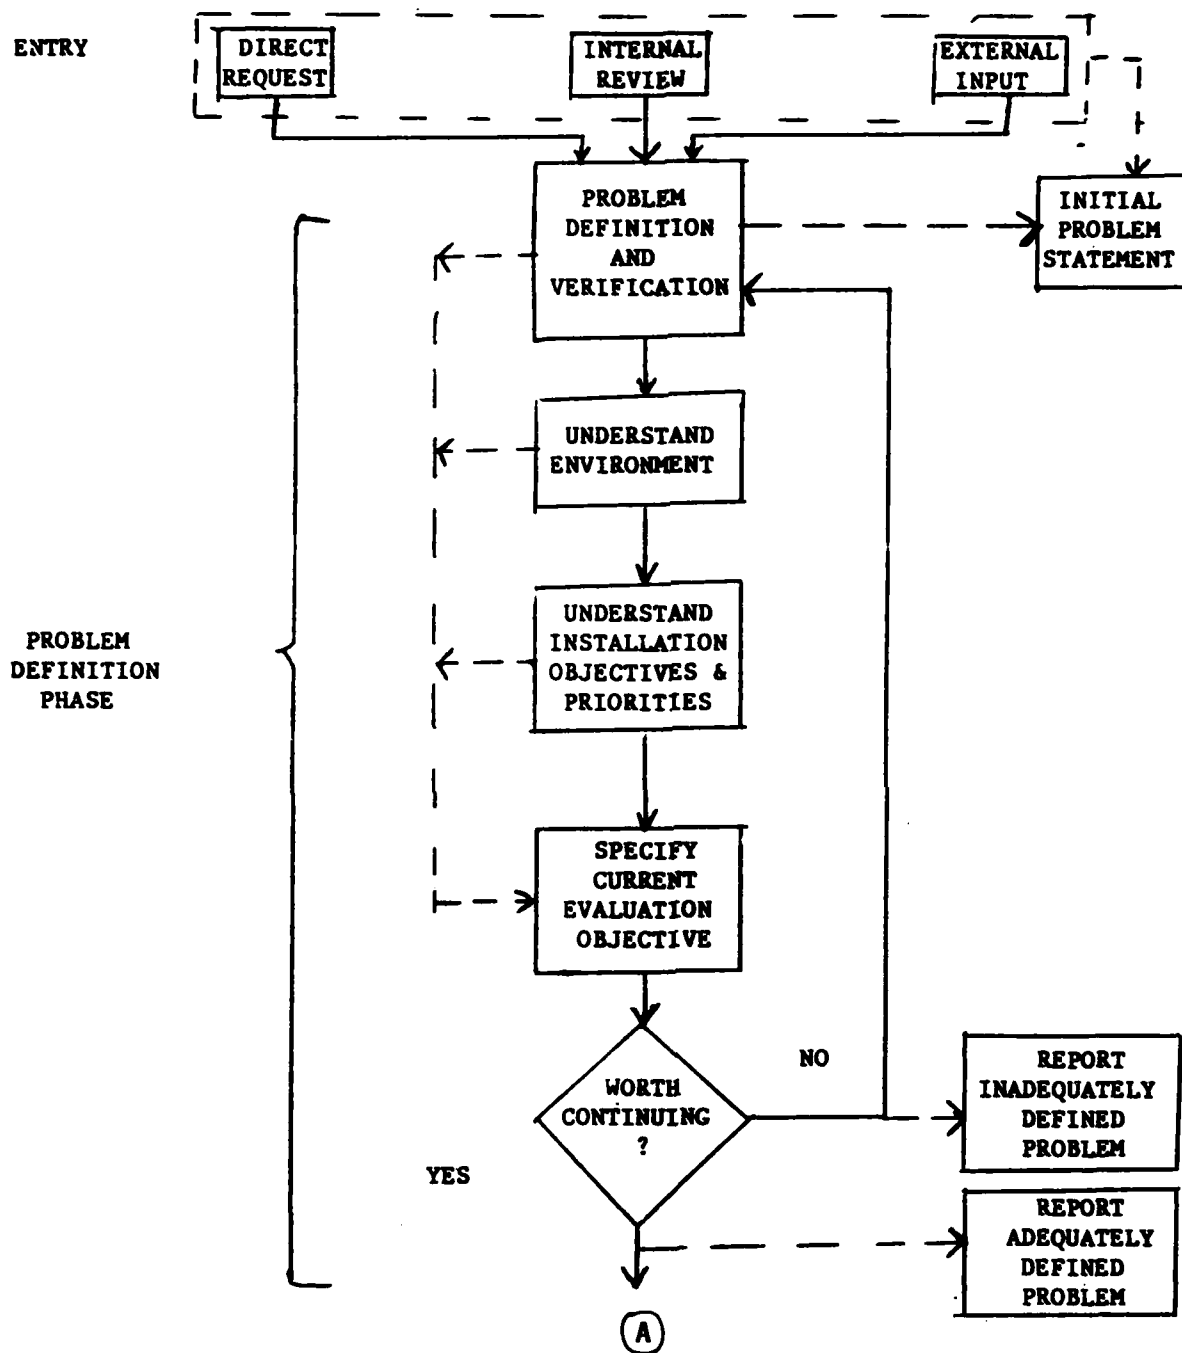 ENTRY
DIRECT
REQUEST
INTERNAL
REVIEW
EXTERNAL
INPUT
PROBLEM
DEFINITION
AND
VERIFICATION
INITIAL
PROBLEM
STATEMENT
UNDERSTAND
ENVIRONMENT
UNDERSTAND
INSTALLATION
OBJECTIVES &
PRIORITIES
PROBLEM
DEFINITION
PHASE
SPECIFY
CURRENT
EVALUATION
OBJECTIVE
WORTH
CONTINUING
?
NO
REPORT
INADEQUATELY
DEFINED
PROBLEM
YES
REPORT
ADEQUATELY
DEFINED
PROBLEM
A